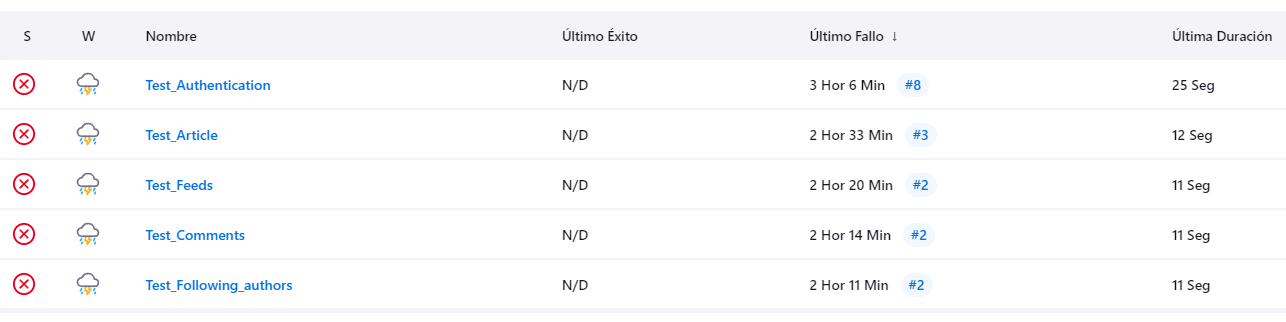 S W Nombre Último Éxito Último Fallo ↓ Última Duración
Test_Authentication N/D 3 Hor 6 Min #8 25 Seg
Test_Article N/D 2 Hor 33 Min #3 12 Seg
Test_Feeds N/D 2 Hor 20 Min #2 11 Seg
Test_Comments N/D 2 Hor 14 Min #2 11 Seg
Test_Following_authors N/D 2 Hor 11 Min #2 11 Seg